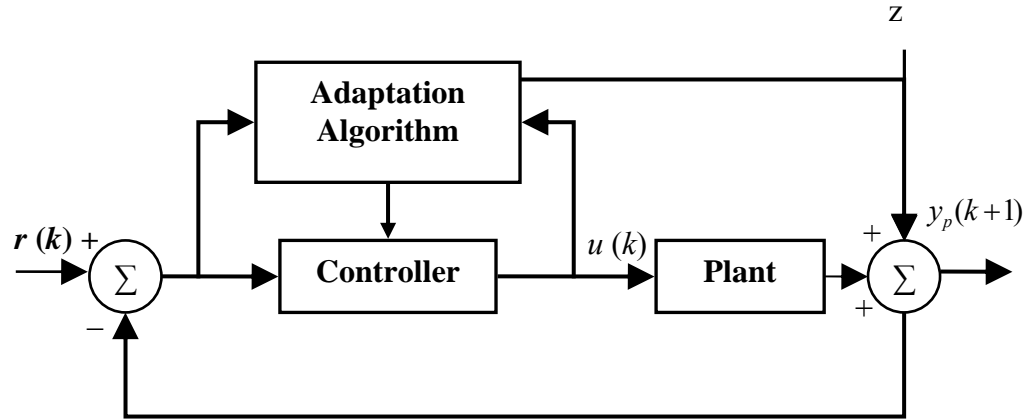 z
Adaptation
Algorithm
r (k) +
Σ
−
Controller
u (k)
Plant
+
Σ
+
y_p(k+1)